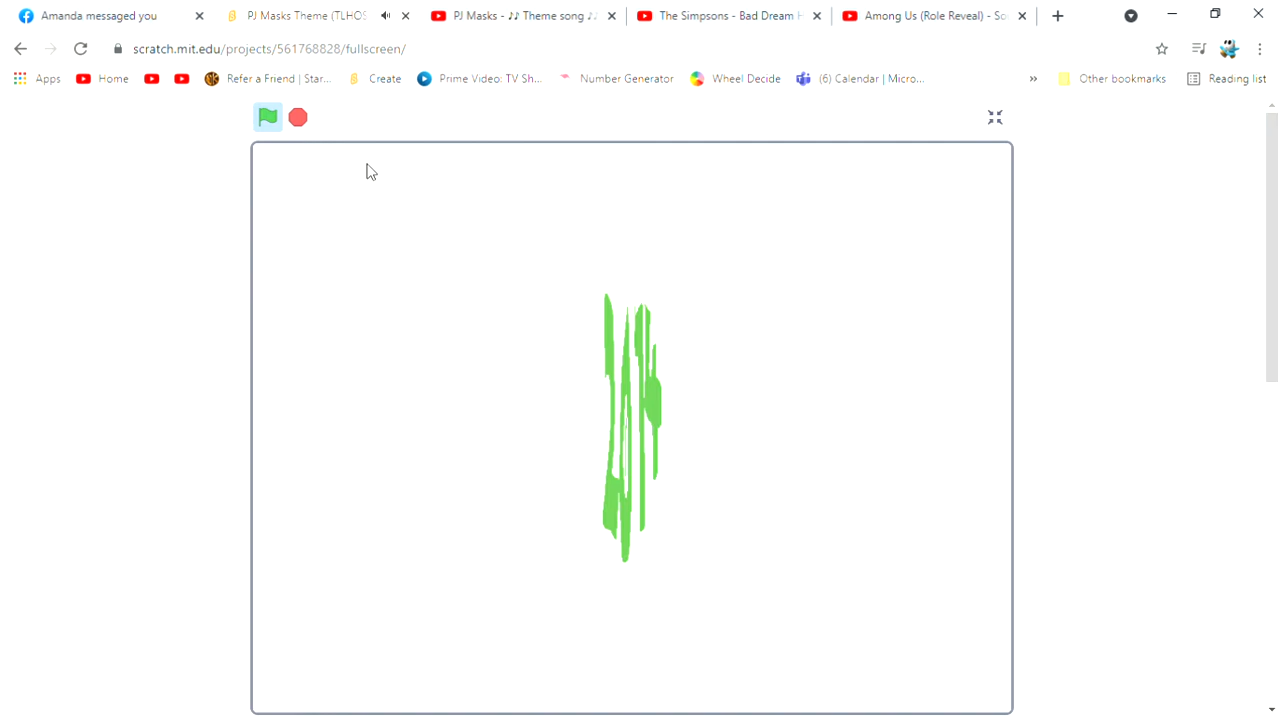 Amanda messaged you
PJ Masks Theme (TLHOS
PJ Masks - ♪♪ Theme song ♪♪
The Simpsons - Bad Dream H
Among Us (Role Reveal) - So
scratch.mit.edu/projects/561768828/fullscreen/
Apps
Home
Refer a Friend | Star...
Create
Prime Video: TV Sh...
Number Generator
Wheel Decide
(6) Calendar | Micro...
»
Other bookmarks
Reading list